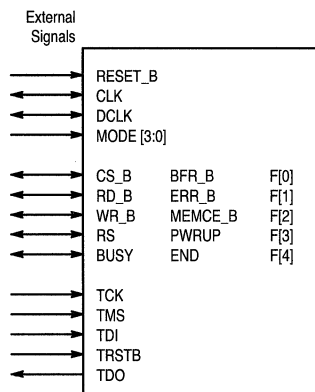 External
Signals
RESET_B
CLK
DCLK
MODE [3:0]
CS_B BFR_B F[0]
RD_B ERR_B F[1]
WR_B MEMCE_B F[2]
RS PWRUP F[3]
BUSY END F[4]
TCK
TMS
TDI
TRSTB
TDO